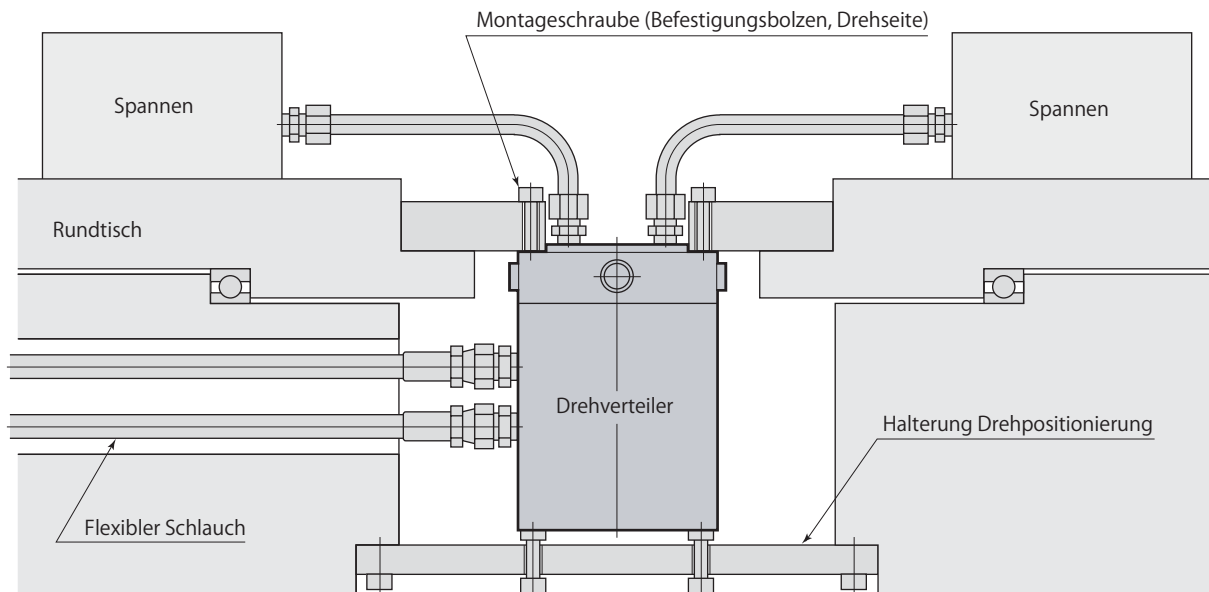 Montageschraube (Befestigungsbolzen, Drehseite)
Spannen
Spannen
Rundtisch
Drehverteiler
Halterung Drehpositionierung
Flexibler Schlauch